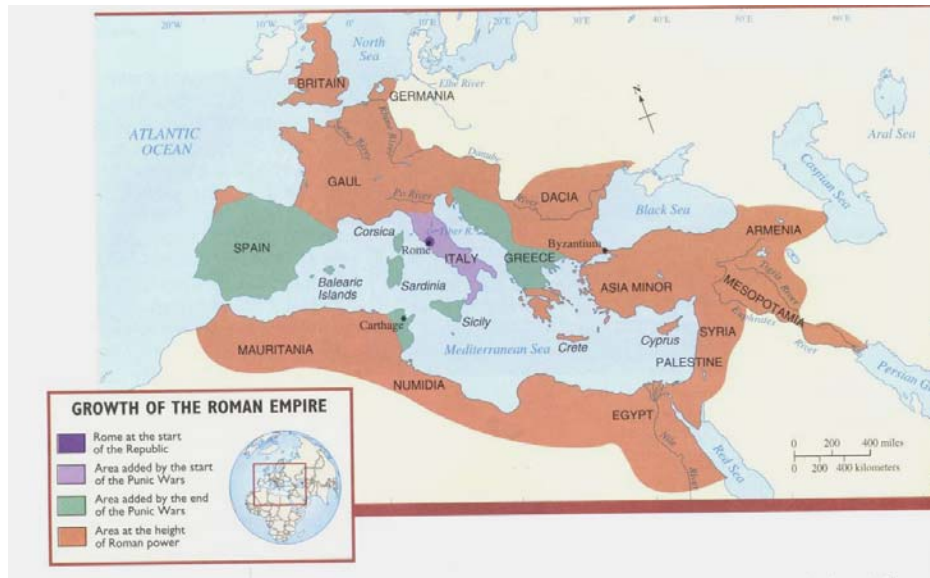 20°W
10°W
0°
10°E
20°E
30°E
40°E
50°E
60°E
North
Sea
BRITAIN
Elbe River
GERMANIA
ATLANTIC
OCEAN
Seine
River
Rhine River
Danube
River
Aral Sea
Caspian Sea
N
GAUL
Po River
DACIA
Black Sea
Corsica
Tiber R.
Rome
ITALY
SPAIN
Byzantium
GREECE
ARMENIA
Balearic
Islands
Sardinia
ASIA MINOR
Tigris River
MESOPOTAMIA
Sicily
Carthage
Euphrates
River
SYRIA
MAURITANIA
Mediterranean Sea
Crete
Cyprus
PALESTINE
NUMIDIA
Persian G
EGYPT
Nile
River
Red Sea
0 200 400 miles
0 200 400 kilometers
GROWTH OF THE ROMAN EMPIRE
Rome at the start
of the Republic
Area added by the start
of the Punic Wars
Area added by the end
of the Punic Wars
Area at the height
of Roman power